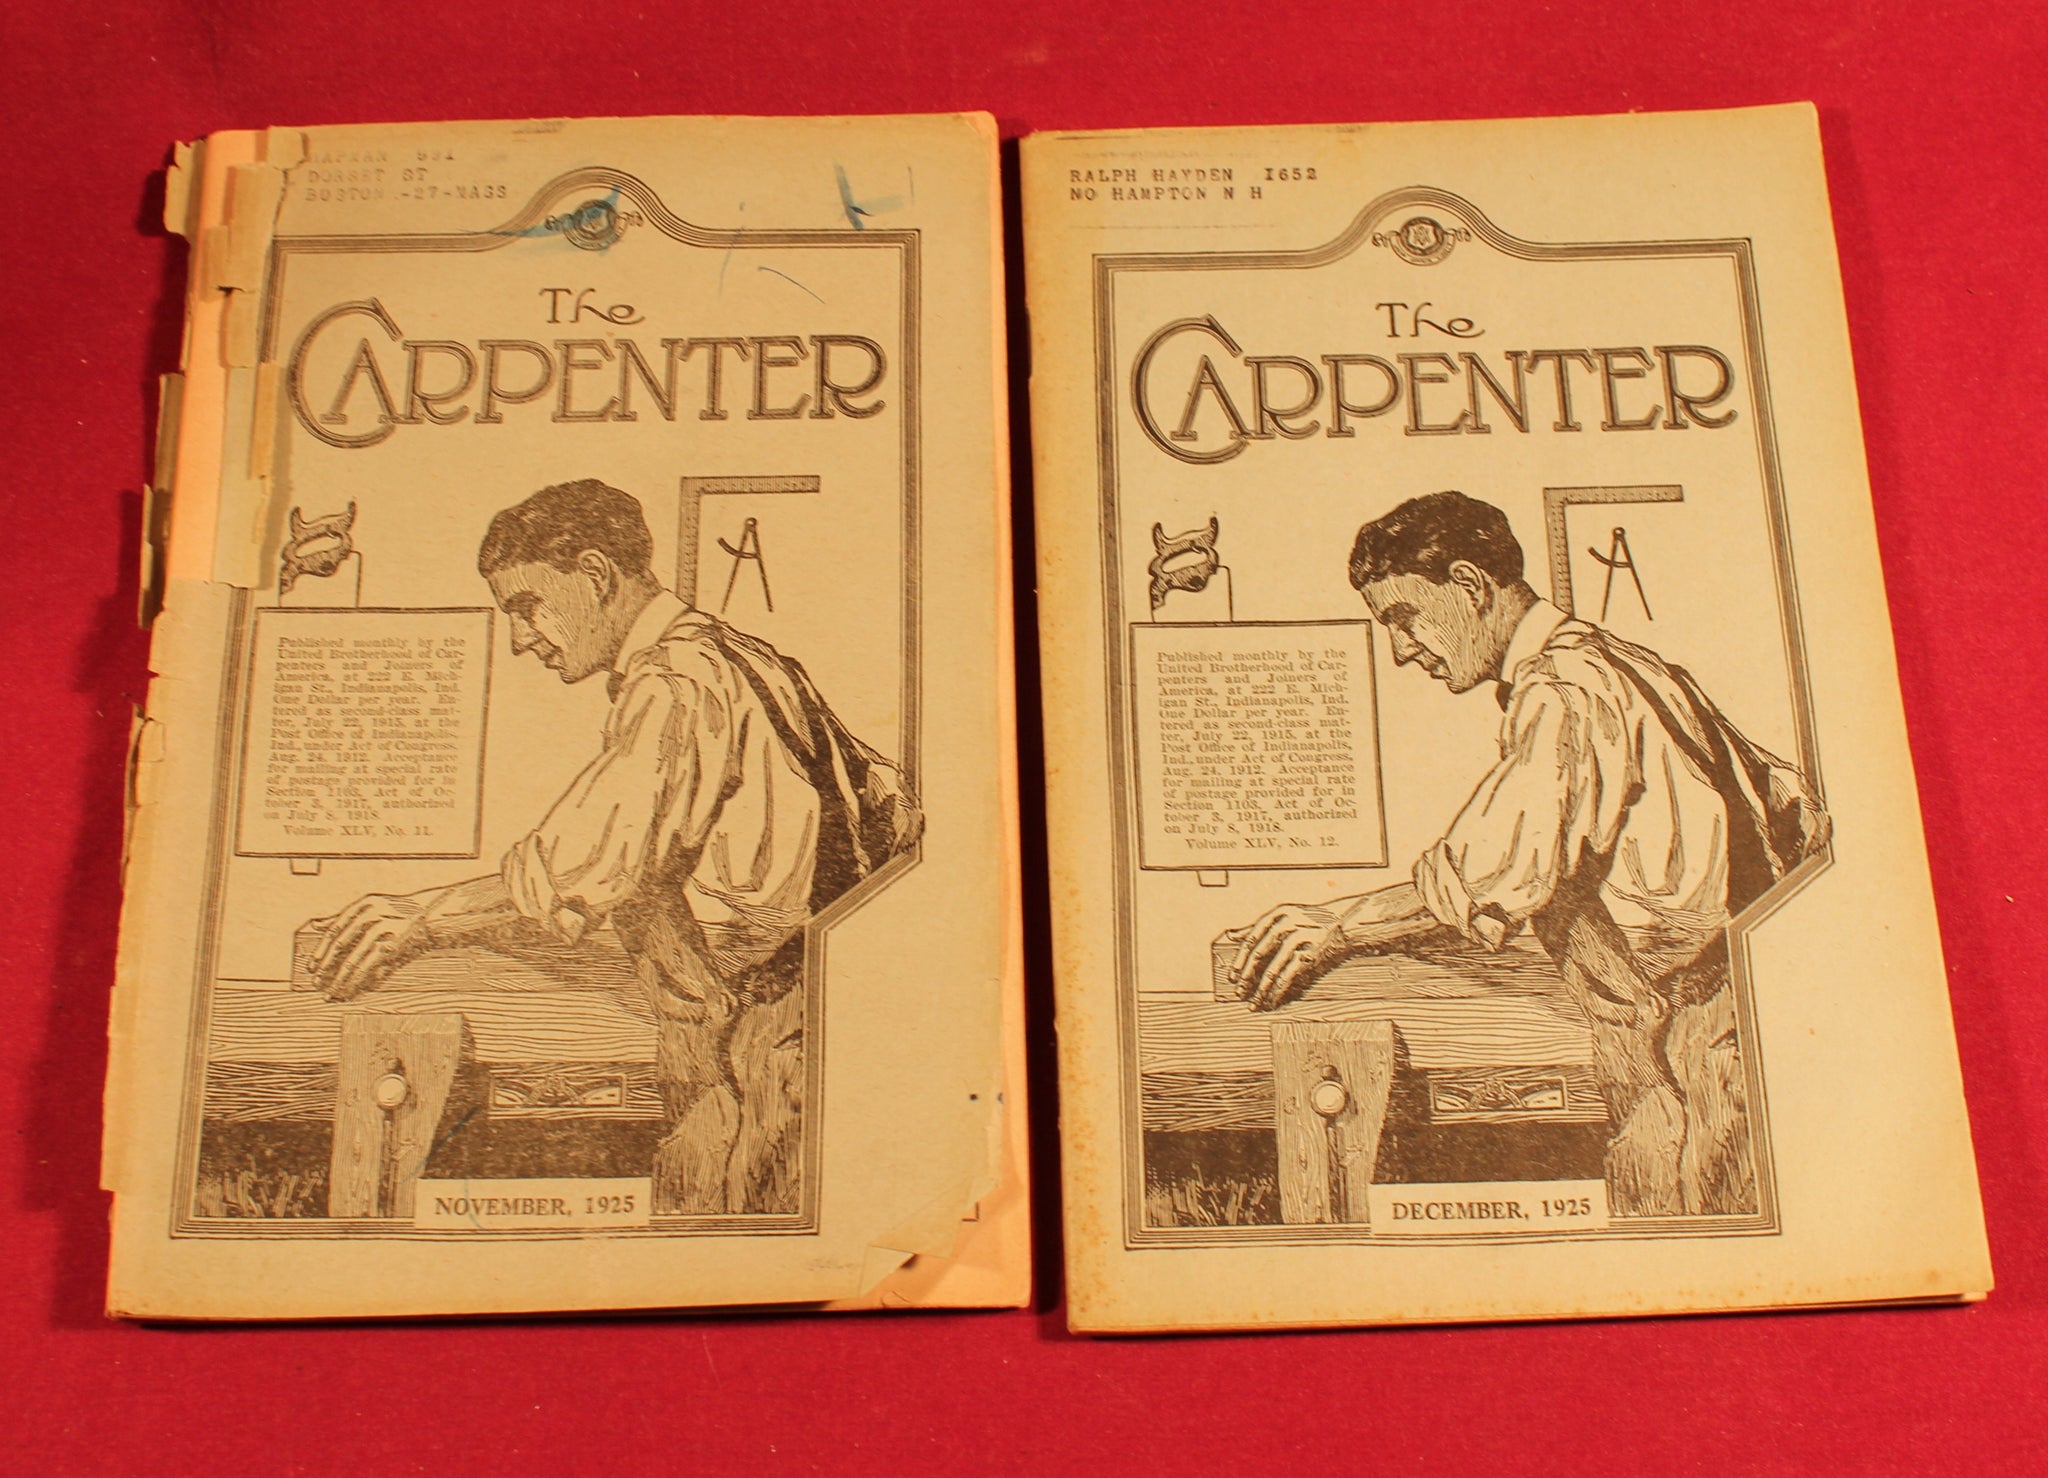 DORSET ST
BOSTON.-27-MASS
The
CARPENTER
Published monthly by the
United Brotherhood of Car-
penters and Joiners of
America, at 222 E. Mich-
igan St., Indianapolis, Ind.
One Dollar per year. En-
tered as second-class mat-
ter, July 22, 1915, at the
Post Office of Indianapolis,
Ind., under Act of Congress,
Aug. 24, 1912. Acceptance
for mailing at special rate
of postage provided for in
Section 1103, Act of Oc-
tober 3, 1917, authorized
on July 8, 1918.
Volume XLV, No. 11.
NOVEMBER, 1925
RALPH HAYDEN 1652
NO HAMPTON N H
The
CARPENTER
Published monthly by the
United Brotherhood of Car-
penters and Joiners of
America, at 222 E. Mich-
igan St., Indianapolis, Ind.
One Dollar per year. En-
tered as second-class mat-
ter, July 22, 1915, at the
Post Office of Indianapolis,
Ind., under Act of Congress,
Aug. 24, 1912. Acceptance
for mailing at special rate
of postage provided for in
Section 1103, Act of Oc-
tober 3, 1917, authorized
on July 8, 1918.
Volume XLV, No. 12.
DECEMBER, 1925